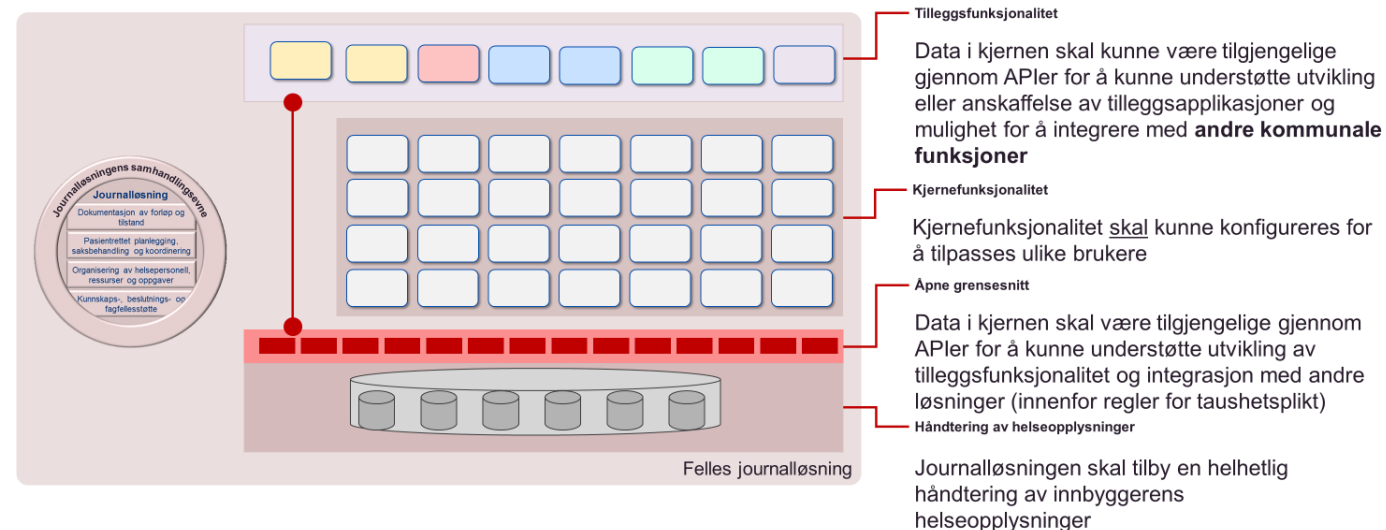 Journalløsningens samhandlingsevne
Journalløsning
Dokumentasjon av forløp og
tilstand
Pasientrettet planlegging,
saksbehandling og koordinering
Organisering av helsepersonell,
ressurser og oppgaver
Kunnskaps-, beslutnings- og
fagfellesstøtte
Felles journalløsning
Tilleggsfunksjonalitet
Data i kjernen skal kunne være tilgjengelige
gjennom APIer for å kunne understøtte utvikling
eller anskaffelse av tilleggsapplikasjoner og
mulighet for å integrere med andre kommunale
funksjoner
Kjernefunksjonalitet
Kjernefunksjonalitet skal kunne konfigureres for
å tilpasses ulike brukere
Åpne grensesnitt
Data i kjernen skal være tilgjengelige gjennom
APIer for å kunne understøtte utvikling av
tilleggsfunksjonalitet og integrasjon med andre
løsninger (innenfor regler for taushetsplikt)
Håndtering av helseopplysninger
Journalløsningen skal tilby en helhetlig
håndtering av innbyggerens
helseopplysninger